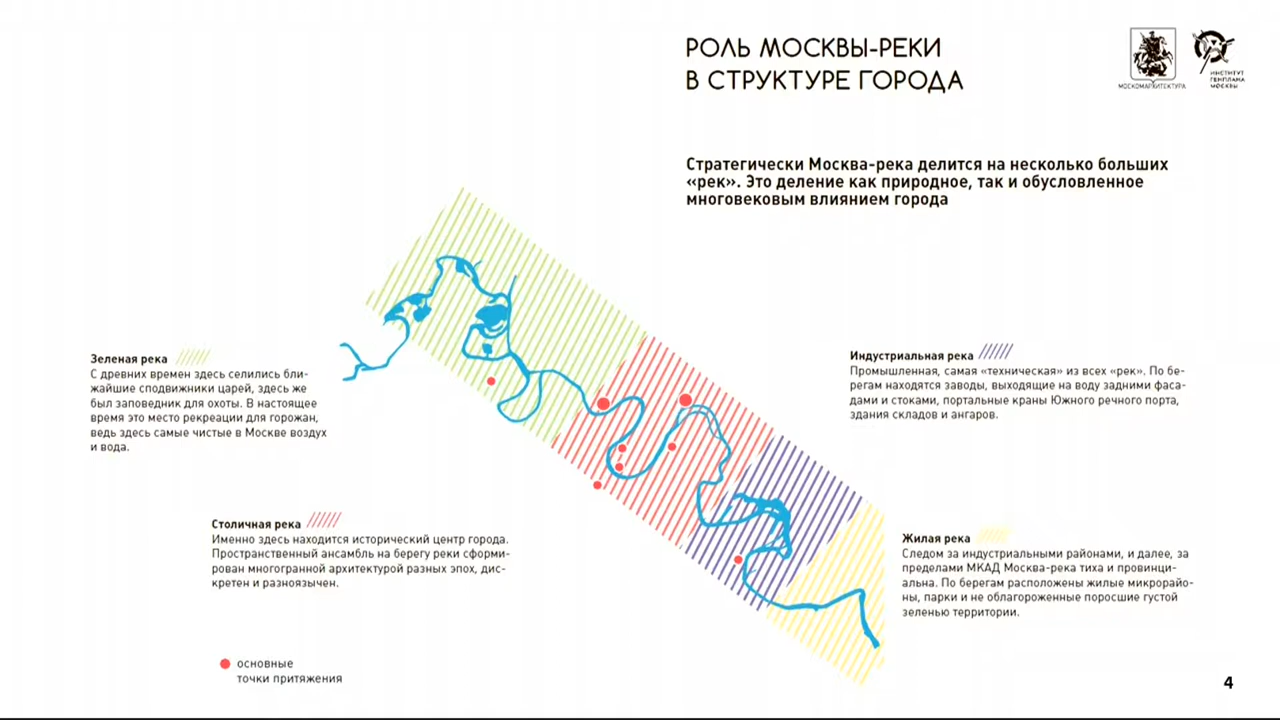 РОЛЬ МОСКВЫ-РЕКИ
В СТРУКТУРЕ ГОРОДА
МОСКОМАРХИТЕКТУРА
ИНСТИТУТ
ГЕНПЛАНА
МОСКВЫ
Стратегически Москва-река делится на несколько больших
«рек». Это деление как природное, так и обусловленное
многовековым влиянием города
Зеленая река
С древних времен здесь селились бли-
жайшие сподвижники царей, здесь же
был заповедник для охоты. В настоящее
время это место рекреации для горожан,
ведь здесь самые чистые в Москве воздух
и вода.
Индустриальная река
Промышленная, самая «техническая» из всех «рек». По бе-
регам находятся заводы, выходящие на воду задними фаса-
дами и стоками, портальные краны Южного речного порта,
здания складов и ангаров.
Столичная река
Именно здесь находится исторический центр города.
Пространственный ансамбль на берегу реки сформи-
рован многогранной архитектурой разных эпох, дис-
кретен и разноязычен.
Жилая река
Следом за индустриальными районами, и далее, за
пределами МКАД Москва-река тиха и провинци-
альна. По берегам расположены жилые микрорайо-
ны, парки и не облагороженные поросшие густой
зеленью территории.
основные
точки притяжения
4